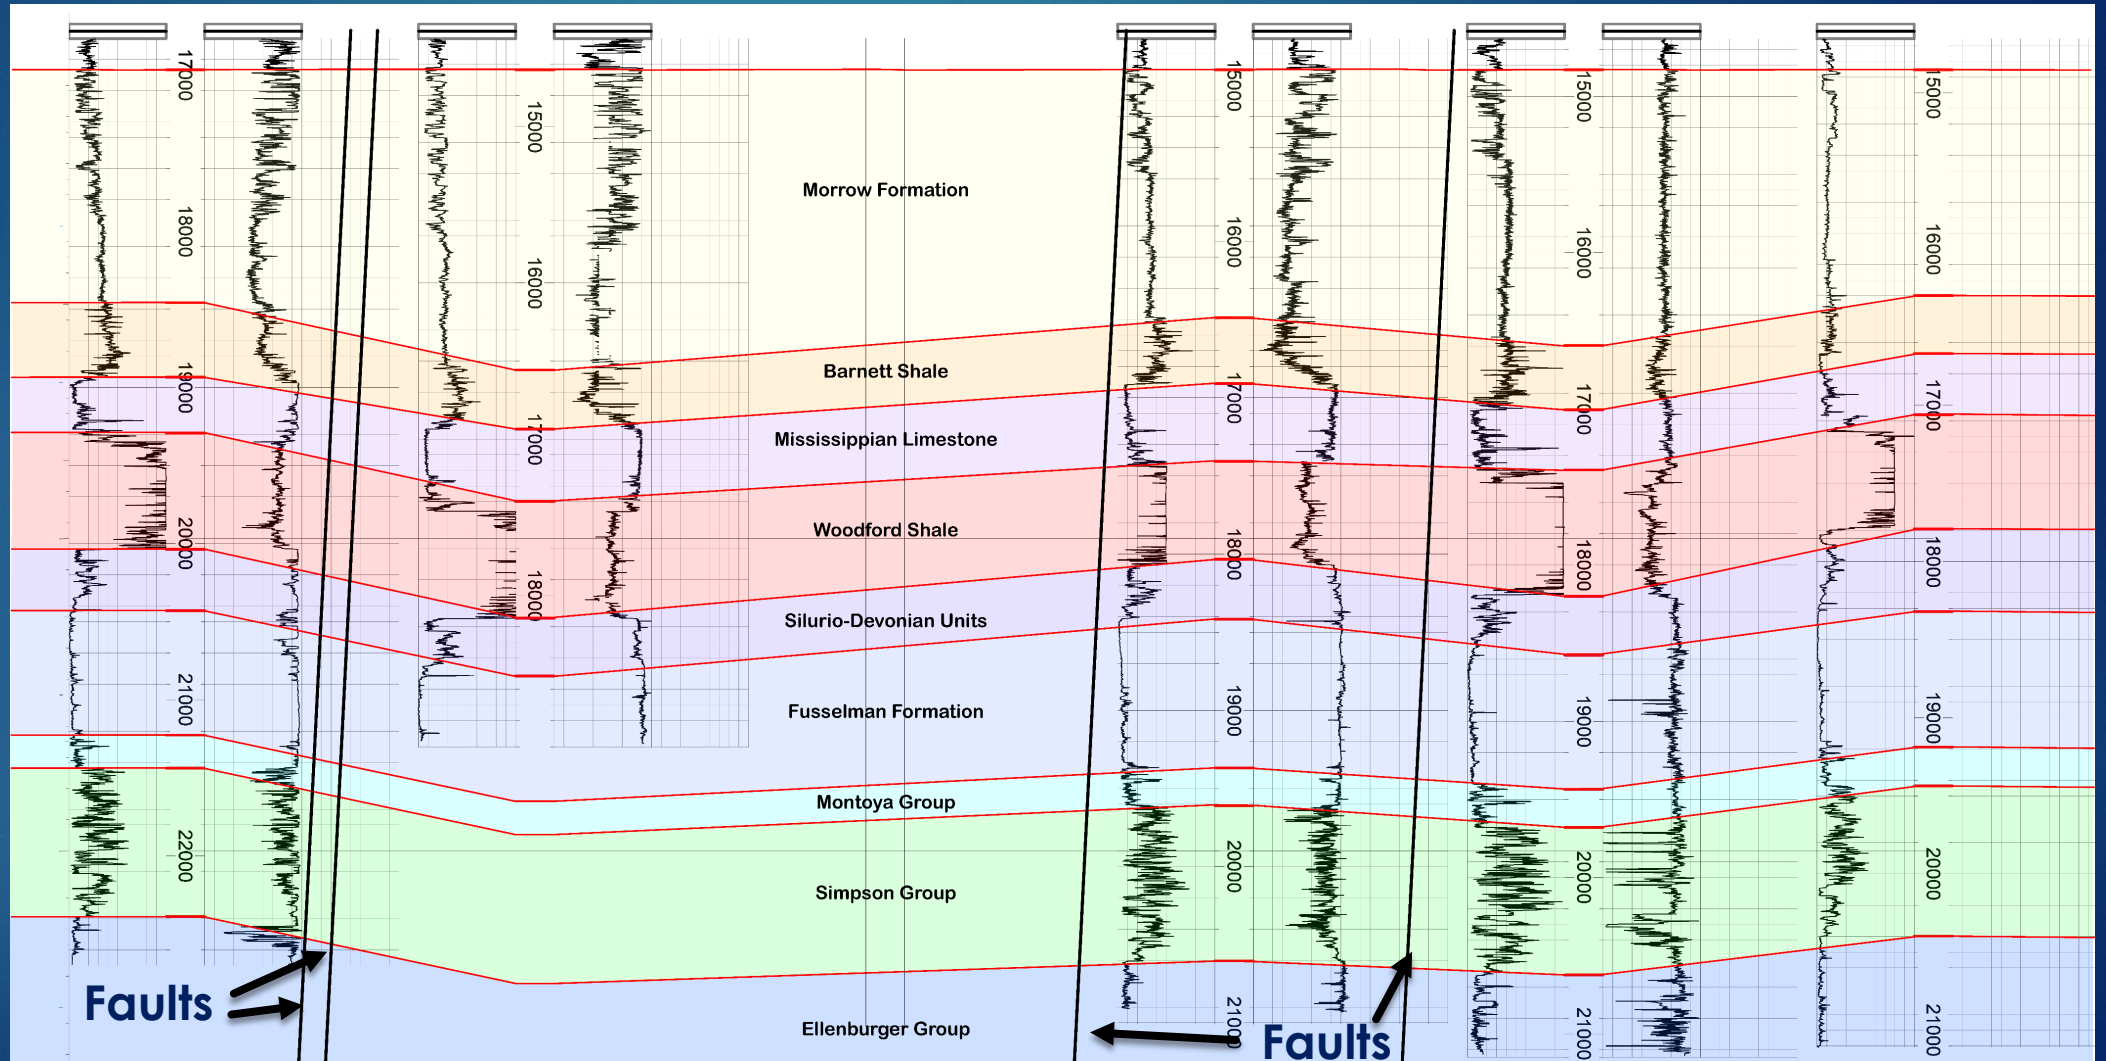 17000
18000
19000
20000
21000
22000
15000
16000
17000
18000
15000
16000
17000
18000
19000
20000
21000
15000
16000
17000
18000
19000
20000
21000
15000
16000
17000
18000
19000
20000
21000
Morrow Formation
Barnett Shale
Mississippian Limestone
Woodford Shale
Silurio-Devonian Units
Fusselman Formation
Montoya Group
Simpson Group
Ellenburger Group
Faults
Faults